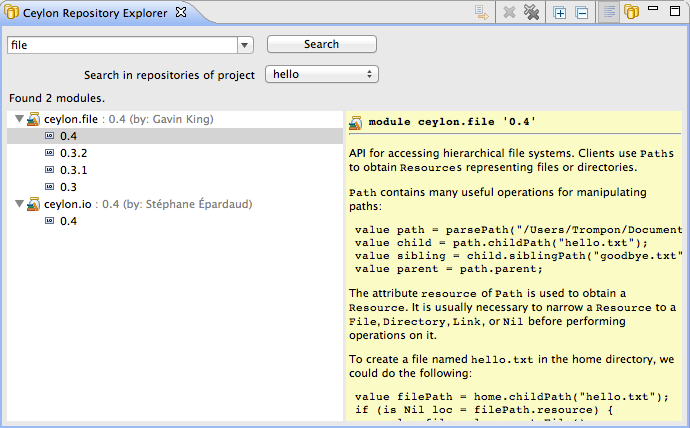 Ceylon Repository Explorer
file
Search
Search in repositories of project
hello
Found 2 modules.
ceylon.file : 0.4 (by: Gavin King)
0.4
0.3.2
0.3.1
0.3
ceylon.io : 0.4 (by: Stéphane Épardaud)
0.4
module ceylon.file '0.4'
API for accessing hierarchical file systems. Clients use Paths
to obtain Resources representing files or directories.
Path contains many useful operations for manipulating
paths:
value path = parsePath("/Users/Trompon/Document
value child = path.childPath("hello.txt");
value sibling = child.siblingPath("goodbye.txt"
value parent = path.parent;
The attribute resource of Path is used to obtain a
Resource. It is usually necessary to narrow a Resource to a
File, Directory, Link, or Nil before performing
operations on it.
To create a file named hello.txt in the home directory, we
could do the following:
value filePath = home.childPath("hello.txt");
if (is Nil loc = filePath.resource) {